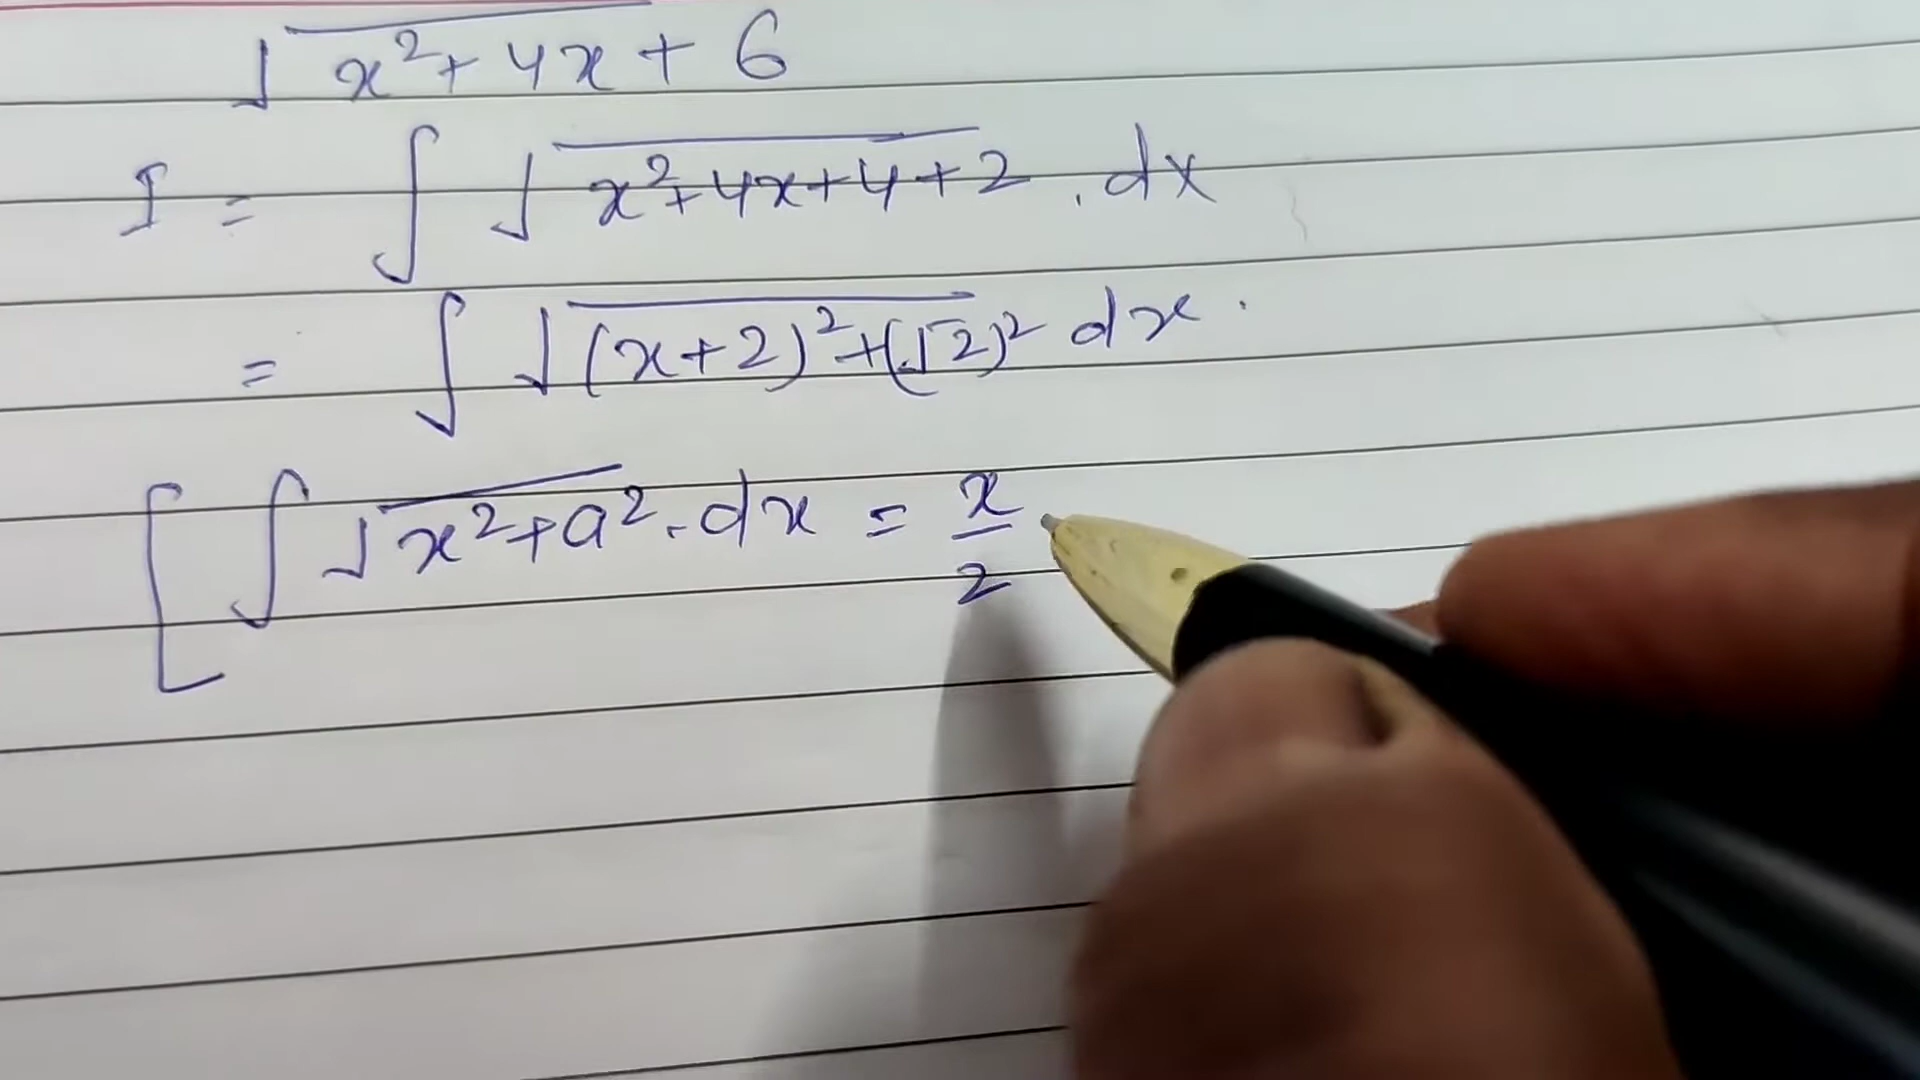 √x²+4x+6
I = ∫ √x²+4x+4+2 . dx
= ∫ √(x+2)²+(√2)² dx .
[ ∫ √x²+a² . dx = x/2